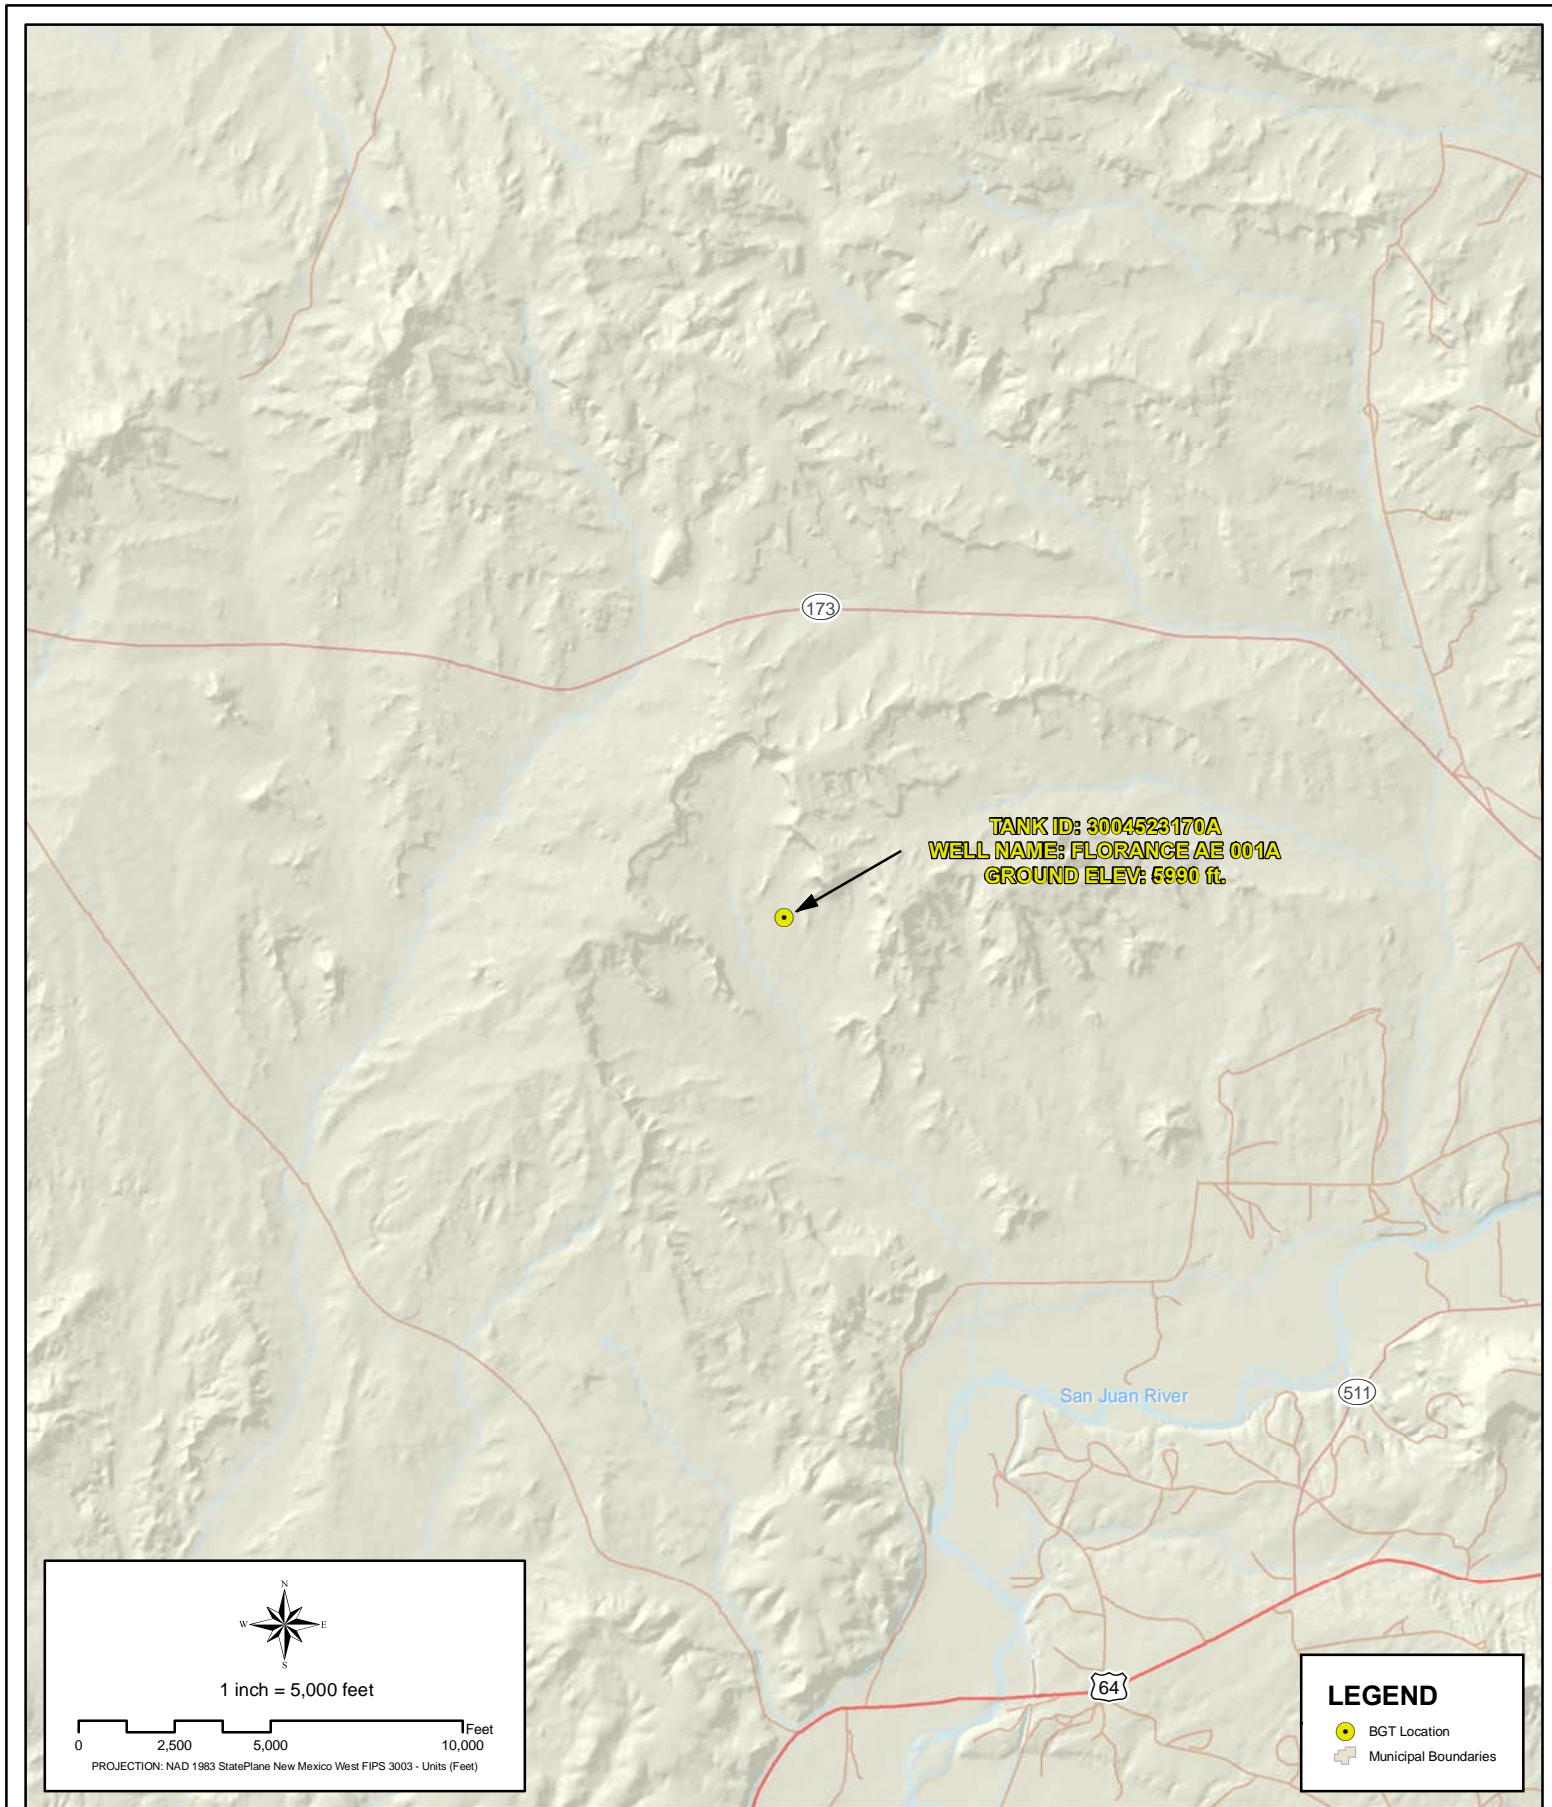 173
TANK ID: 3004523170A
WELL NAME: FLORANCE AE 001A
GROUND ELEV: 5990 ft.
San Juan River
511
64
N
W E
S
1 inch = 5,000 feet
Feet
0 2,500 5,000 10,000
PROJECTION: NAD 1983 StatePlane New Mexico West FIPS 3003 - Units (Feet)
LEGEND
BGT Location
Municipal Boundaries